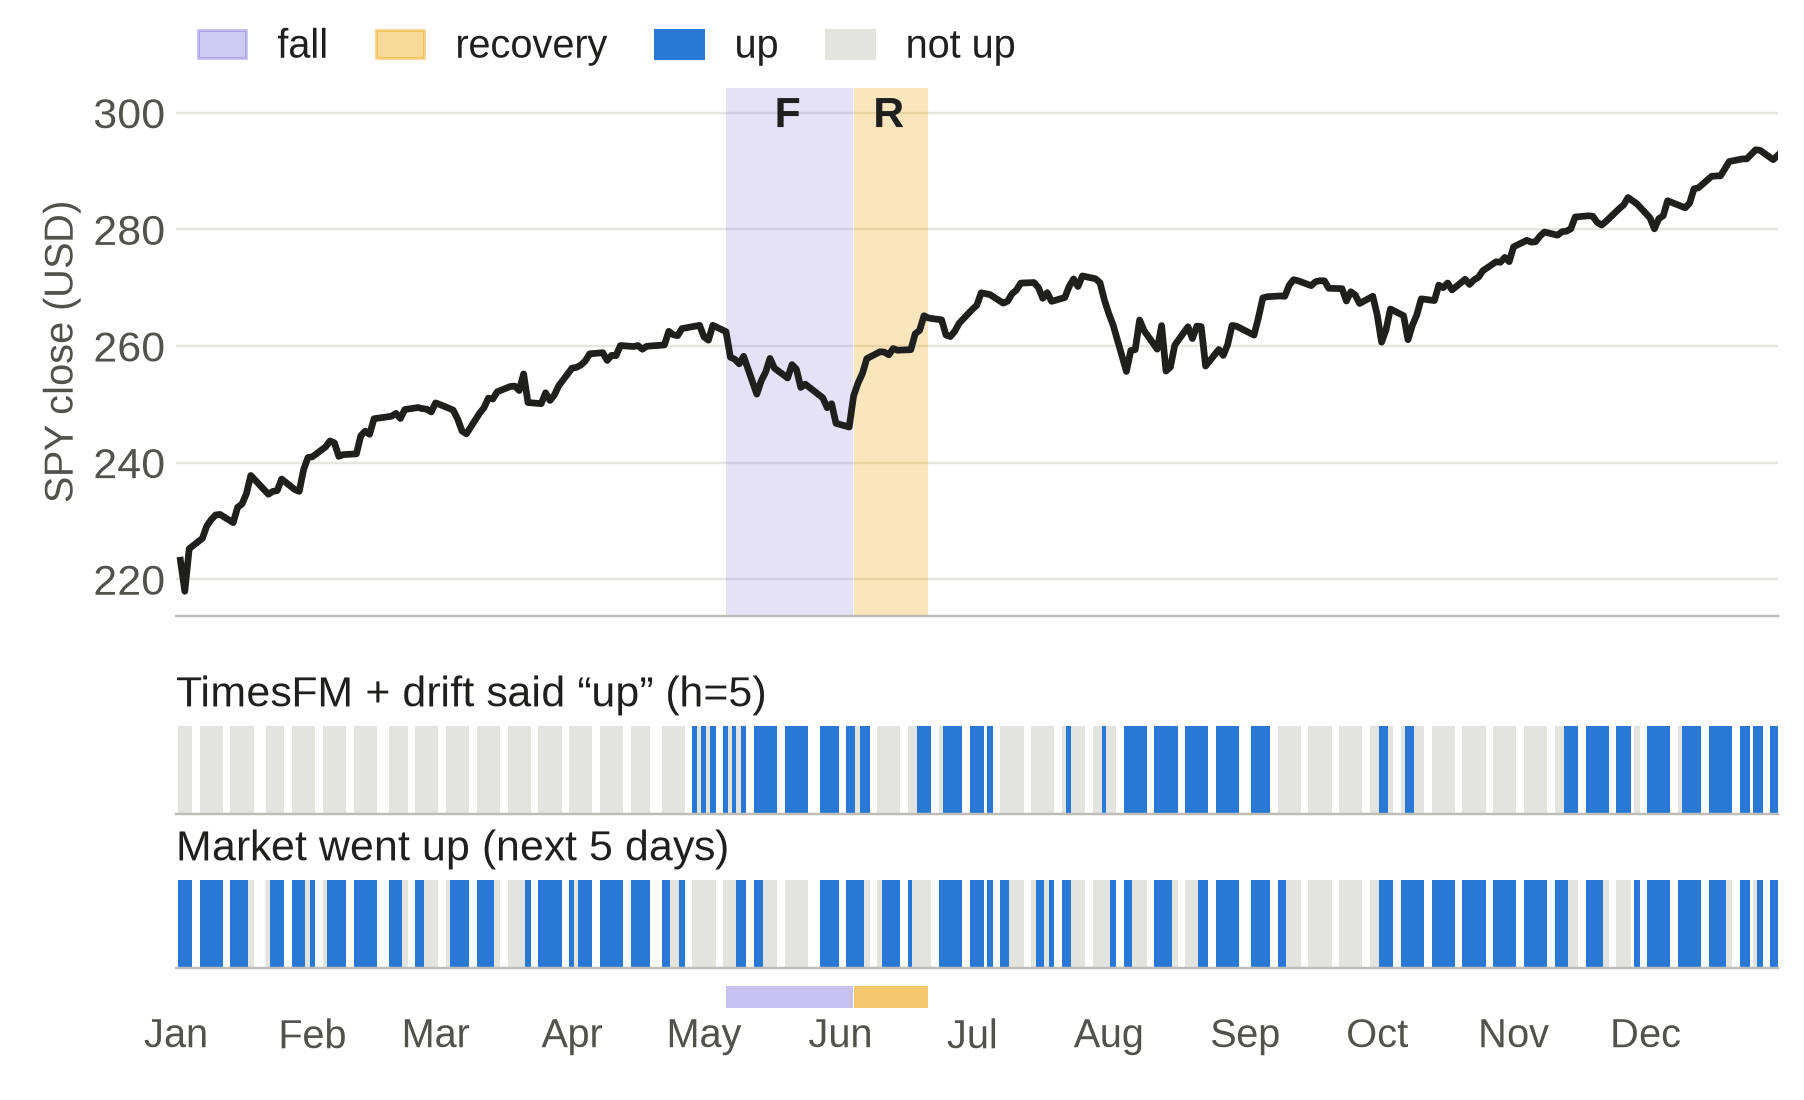 fall recovery up not up
F R
300
280
260
240
220
SPY close (USD)
TimesFM + drift said “up” (h=5)
Market went up (next 5 days)
Jan Feb Mar Apr May Jun Jul Aug Sep Oct Nov Dec